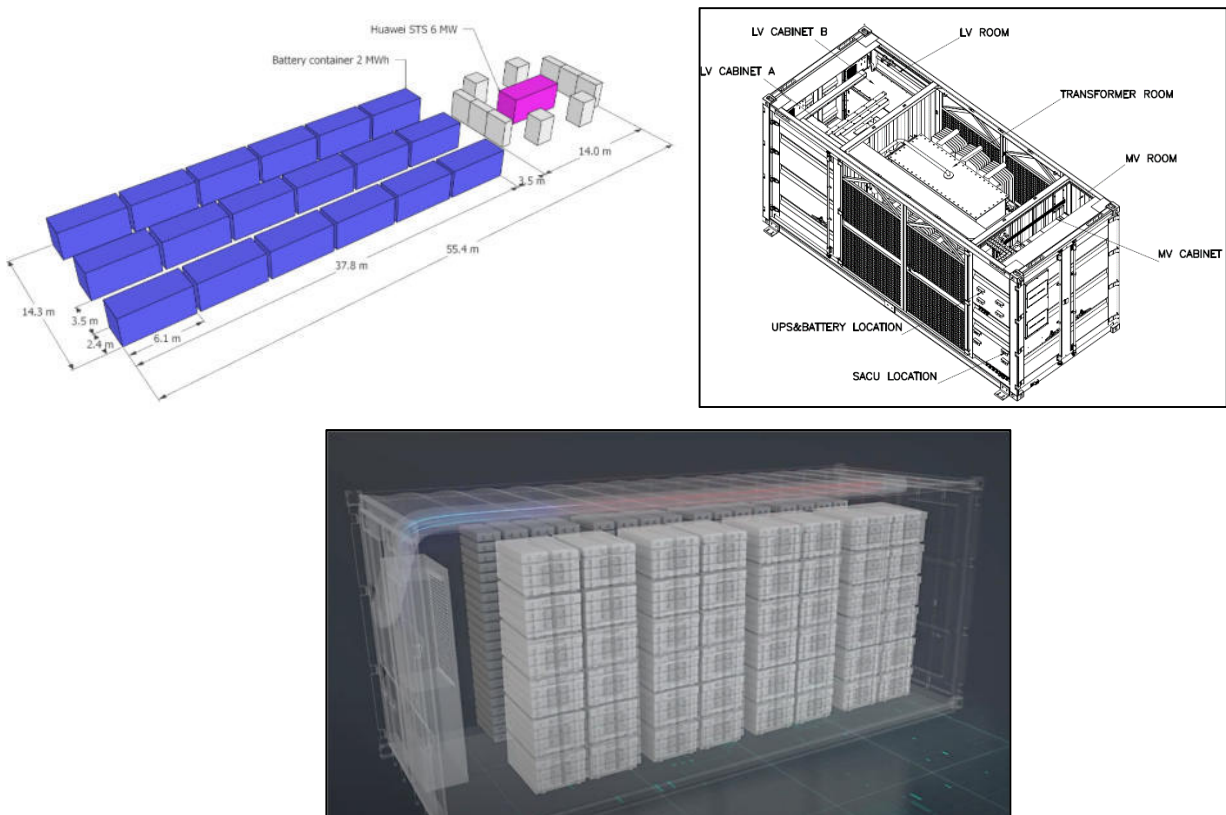 Huawei STS 6 MW
Battery container 2 MWh
14.0 m
3.5 m
55.4 m
37.8 m
14.3 m
3.5 m
2.4 m
6.1 m
LV CABINET B
LV ROOM
LV CABINET A
TRANSFORMER ROOM
MV ROOM
MV CABINET
UPS&BATTERY LOCATION
SACU LOCATION